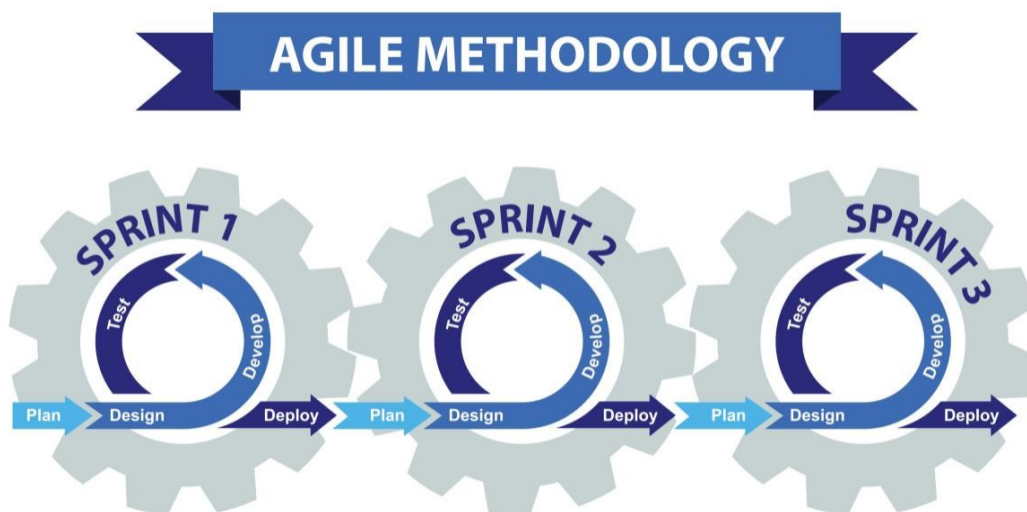 AGILE METHODOLOGY
SPRINT 1
Test
Develop
Plan
Design
Deploy
SPRINT 2
Test
Develop
Plan
Design
Deploy
SPRINT 3
Test
Develop
Plan
Design
Deploy